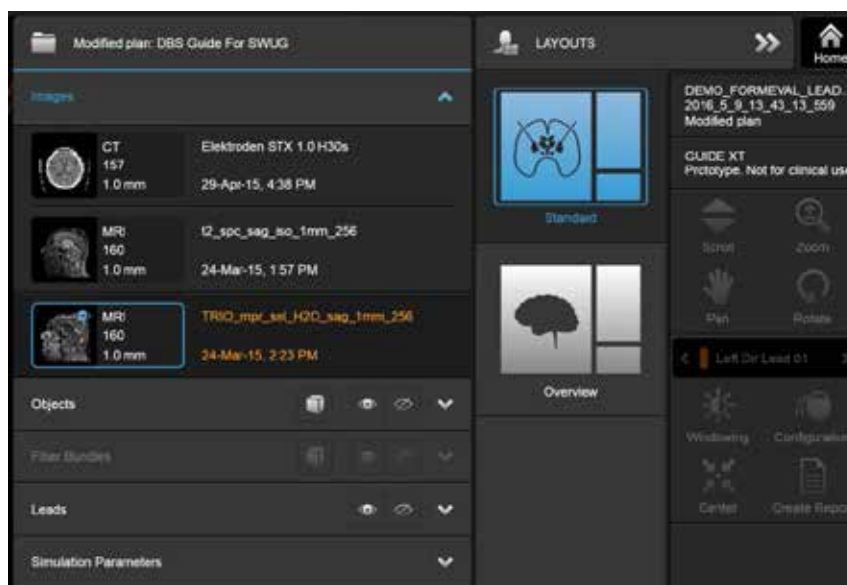 Modified plan: DBS Guide For SWUG
Images
CT
157
1.0 mm
Elektroden STX 1.0 H30s
29-Apr-15, 4:38 PM
MRI
160
1.0 mm
t2_spc_sag_iso_1mm_256
24-Mar-15, 1:57 PM
MRI
160
1.0 mm
TRIO_mpr_sel_H2O_sag_1mm_256
24-Mar-15, 2:23 PM
Objects
Fiber Bundles
Leads
Simulation Parameters
LAYOUTS
Standard
Overview
Home
DEMO_FORMEVAL_LEAD.
2016_5_9_13_43_13_559
Modified plan
GUIDE XT
Prototype. Not for clinical use
Scroll
Zoom
Pan
Rotate
Left Dir Lead 01
Windowing
Configuration
Center
Create Repo